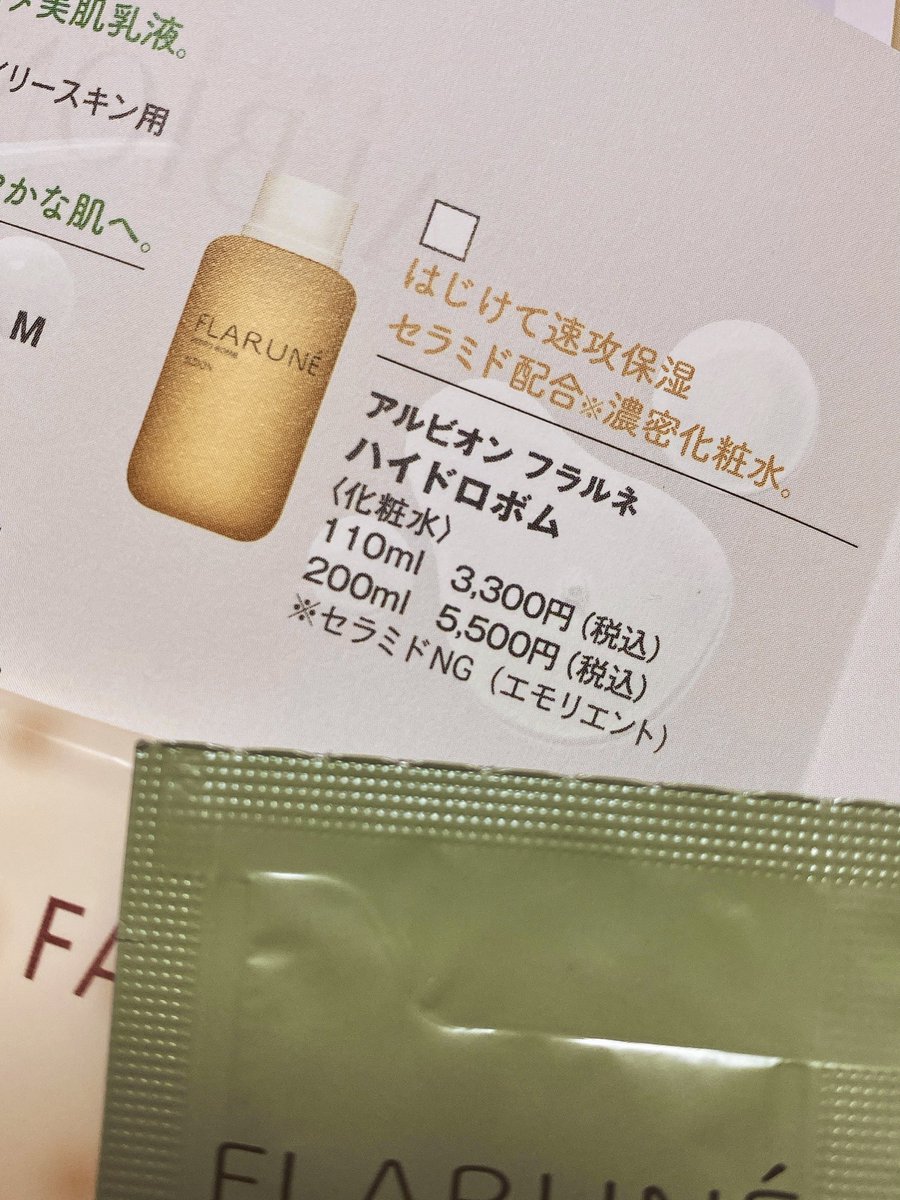 美肌乳液。
リースキン用
やかな肌へ。
M
FLARUNÉ
HYDRO BOMB
LOTION
はじけて速攻保湿
セラミド配合※濃密化粧水。
アルビオン フラルネ
ハイドロボム
〈化粧水〉
110ml 3,300円(税込)
200ml 5,500円(税込)
※セラミドNG(エモリエント)
FA
FLARUNÉ